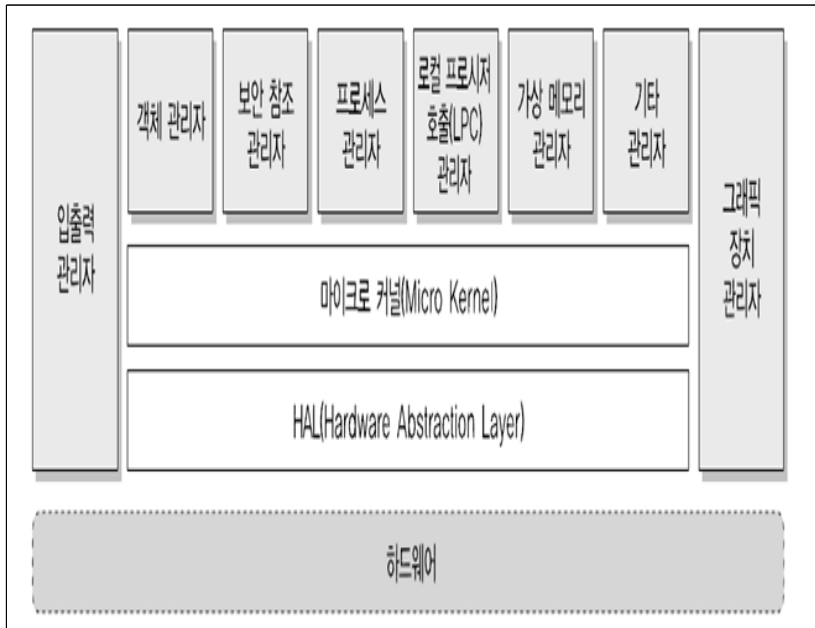 입출력
관리자
객체 관리자
보안 참조
관리자
프로세스
관리자
로컬 프로시저
호출(LPC)
관리자
가상 메모리
관리자
기타
관리자
그래픽
장치
관리자
마이크로 커널(Micro Kernel)
HAL(Hardware Abstraction Layer)
하드웨어